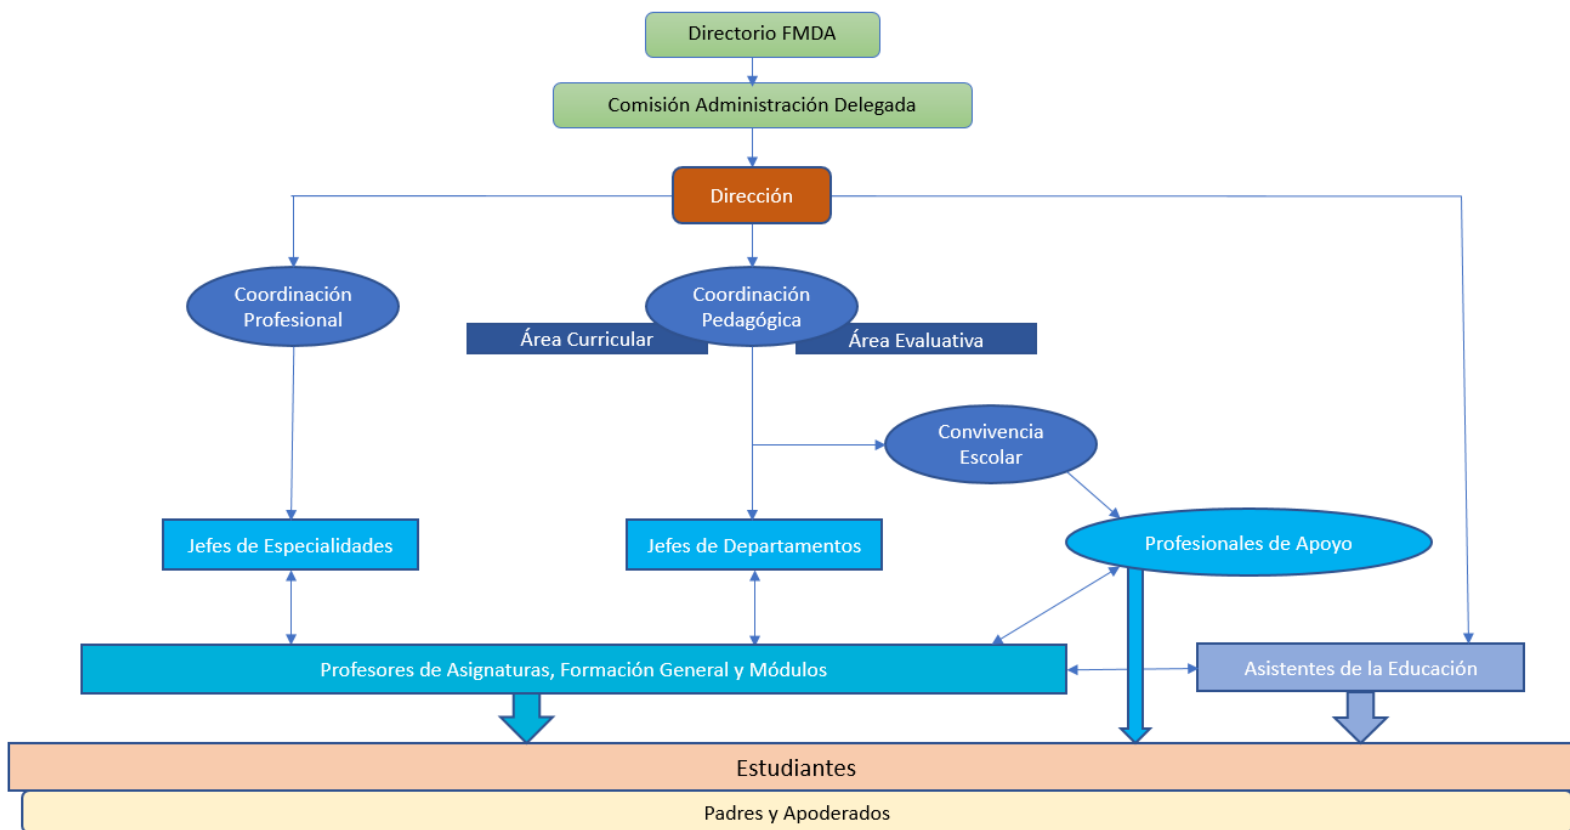 Directorio FMDA
Comisión Administración Delegada
Dirección
Coordinación
Profesional
Coordinación
Pedagógica
Área Curricular
Área Evaluativa
Convivencia
Escolar
Jefes de Especialidades
Jefes de Departamentos
Profesionales de Apoyo
Profesores de Asignaturas, Formación General y Módulos
Asistentes de la Educación
Estudiantes
Padres y Apoderados